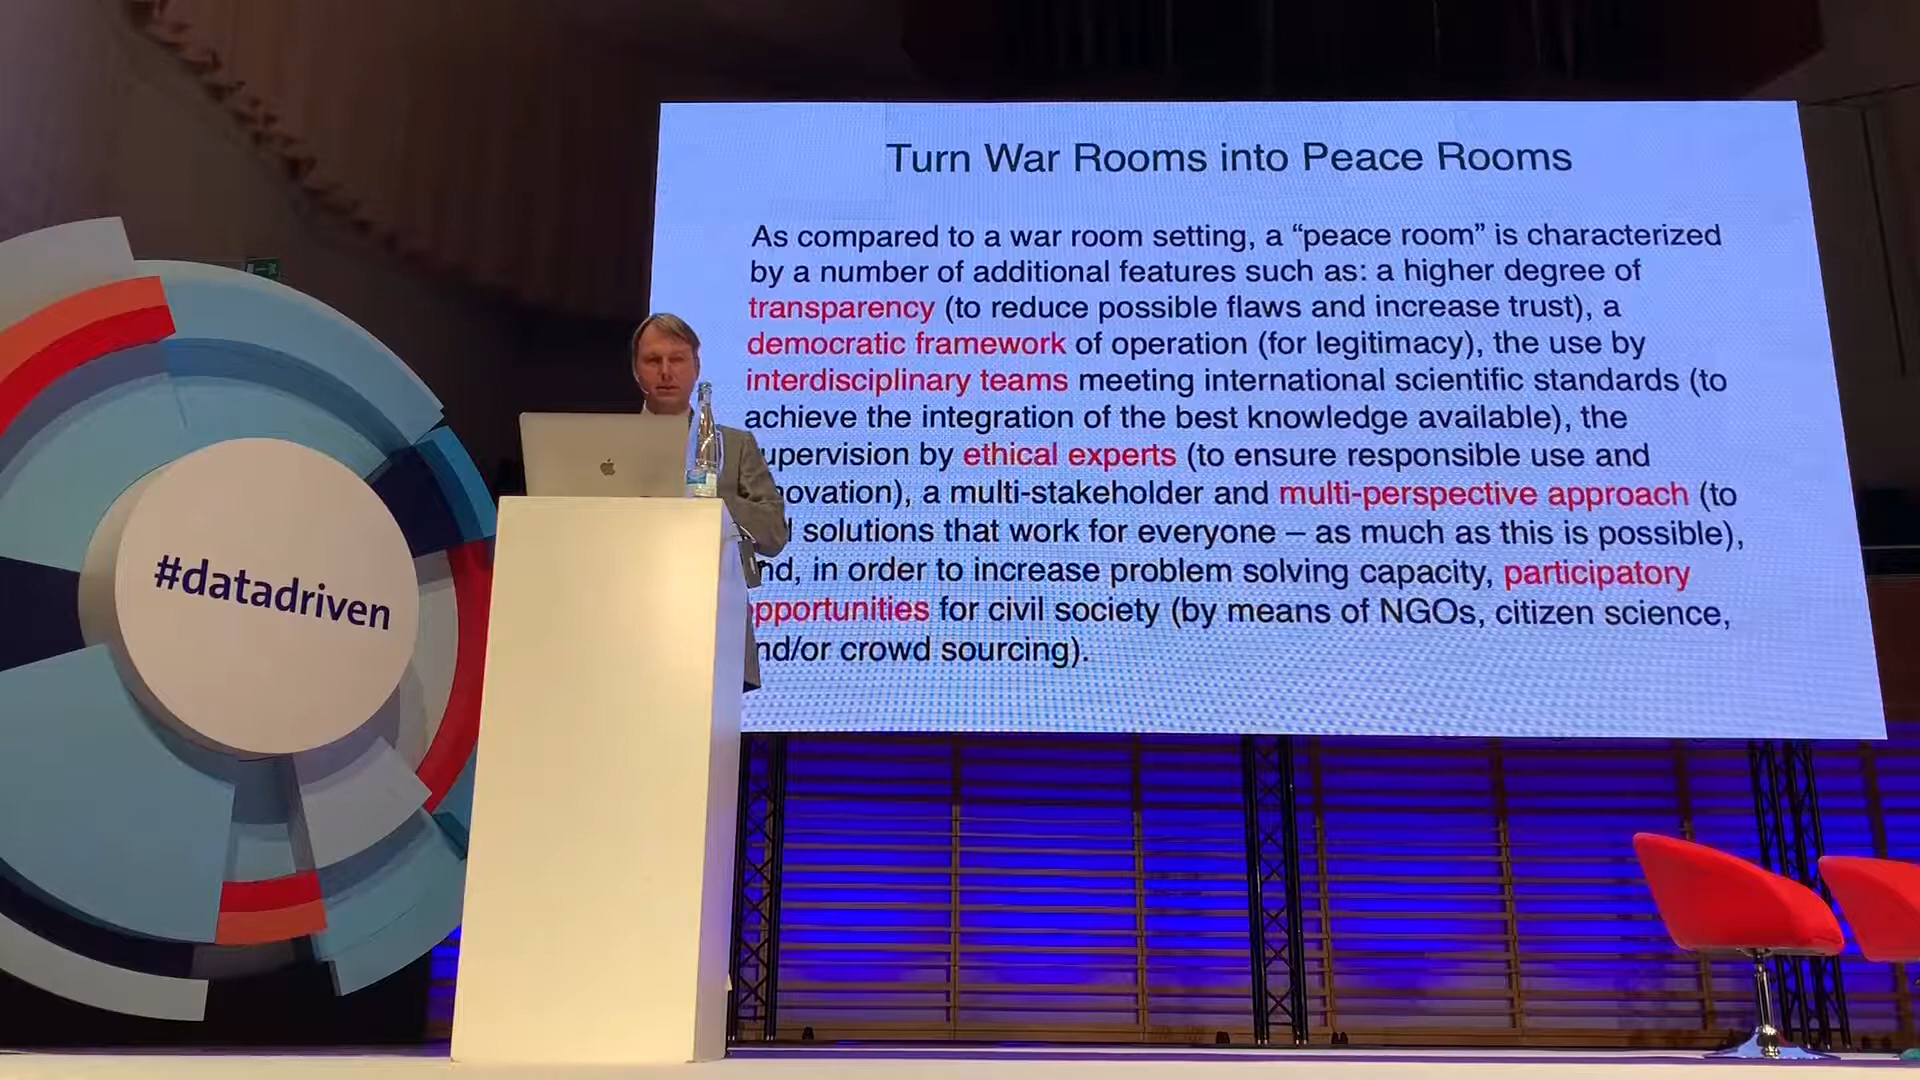 Turn War Rooms into Peace Rooms
As compared to a war room setting, a “peace room” is characterized
by a number of additional features such as: a higher degree of
transparency (to reduce possible flaws and increase trust), a
democratic framework of operation (for legitimacy), the use by
interdisciplinary teams meeting international scientific standards (to
achieve the integration of the best knowledge available), the
upervision by ethical experts (to ensure responsible use and
ovation), a multi-stakeholder and multi-perspective approach (to
solutions that work for everyone – as much as this is possible),
nd, in order to increase problem solving capacity, participatory
pportunities for civil society (by means of NGOs, citizen science,
nd/or crowd sourcing).
#datadriven